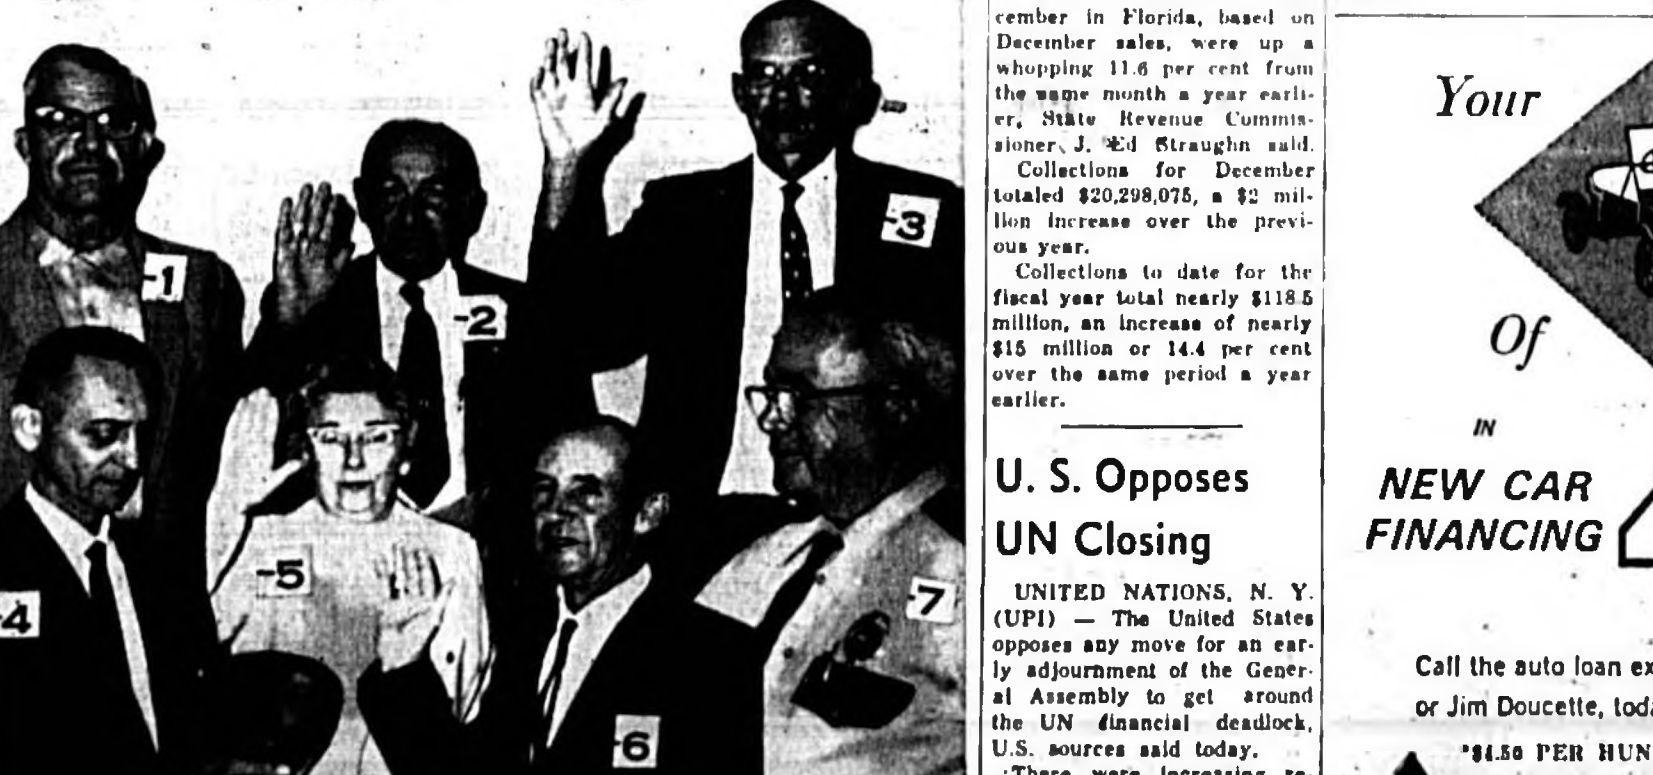 -1
-2
-3
-4
-5
-6
-7
cember in Florida, based on
December sales, were up a
whopping 11.6 per cent from
the same month a year earli-
er, State Revenue Commis-
sioner J. Ed Straughn said.
Collections for December
totaled $20,298,075, a $2 mil-
lion increase over the previ-
ous year.
Collections to date for the
fiscal year total nearly $118.5
million, an increase of nearly
$15 million or 14.4 per cent
over the same period a year
earlier.
U. S. Opposes
UN Closing
UNITED NATIONS, N. Y.
(UPI) — The United States
opposes any move for an ear-
ly adjournment of the Gener-
al Assembly to get around
the UN financial deadlock,
U.S. sources said today.
There were increasing re-
Your
Of
IN
NEW CAR
FINANCING
Call the auto loan ex
or Jim Doucette, toda
*$4.50 PER HUN